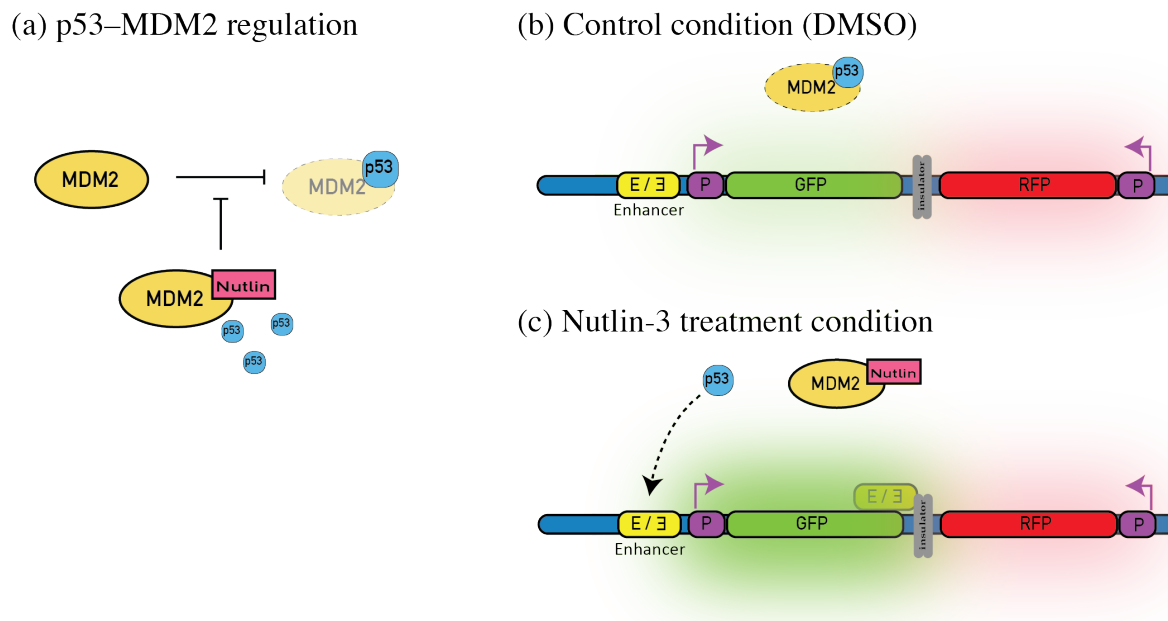 (a) p53–MDM2 regulation
MDM2
MDM2
p53
MDM2
Nutlin
p53
p53
p53
(b) Control condition (DMSO)
MDM2
p53
E / Ǝ
P
GFP
insulator
RFP
P
Enhancer
(c) Nutlin-3 treatment condition
p53
MDM2
Nutlin
E / Ǝ
E / Ǝ
P
GFP
insulator
RFP
P
Enhancer